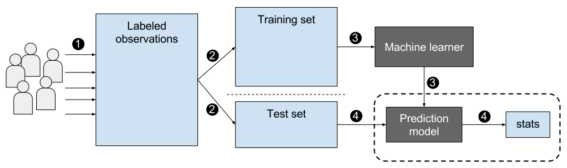 1
Labeled
observations
2
2
Training set
Test set
3
4
Machine learner
3
Prediction
model
4
stats